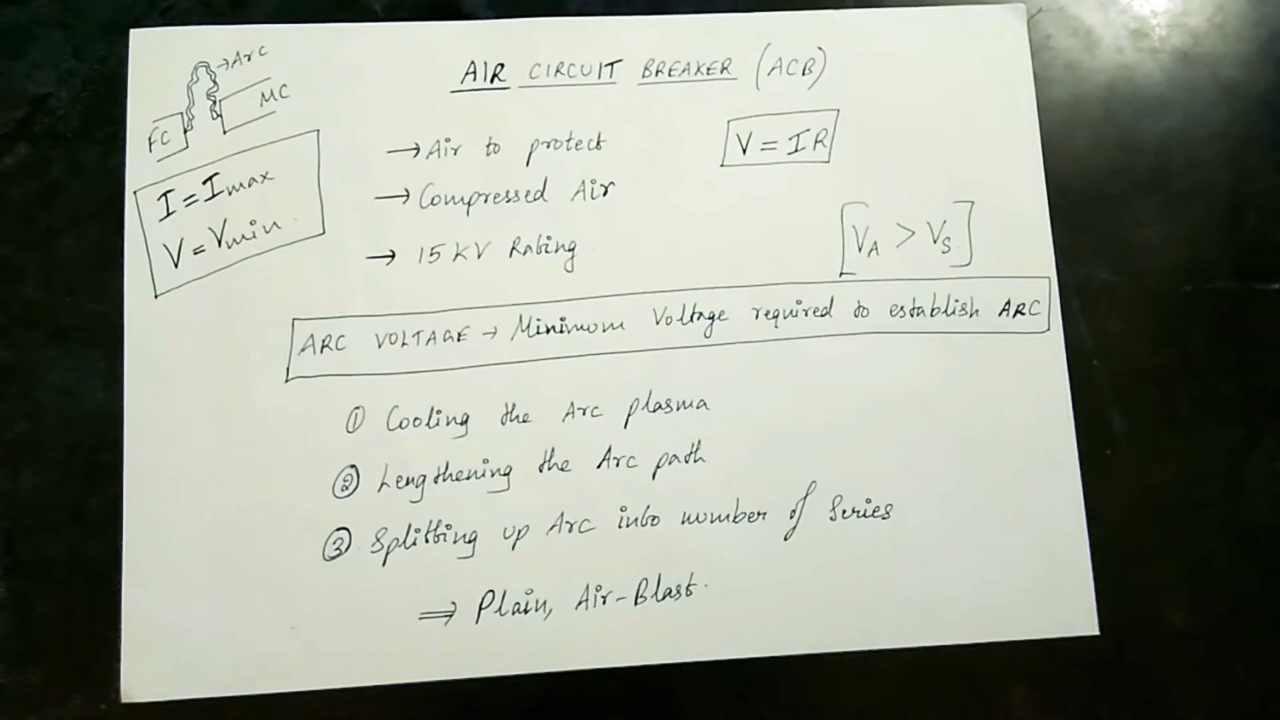 AIR CIRCUIT BREAKER (ACB)
→ Arc
MC
FC
I = Imax
V = Vmin
→ Air to protect
→ Compressed Air
→ 15 kV Rating
V = IR
[VA > VS]
ARC VOLTAGE → Minimum Voltage required to establish ARC
① Cooling the Arc plasma
② Lengthening the Arc path
③ Splitting up Arc into number of Series
⇒ Plain, Air-Blast.